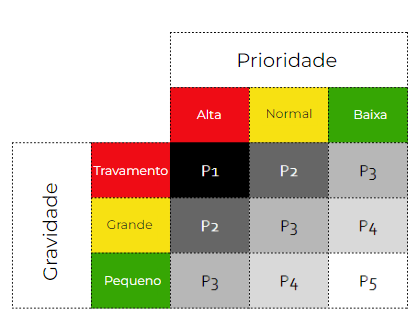 Prioridade
Alta Normal Baixa
Gravidade
Travamento P1 P2 P3
Grande P2 P3 P4
Pequeno P3 P4 P5